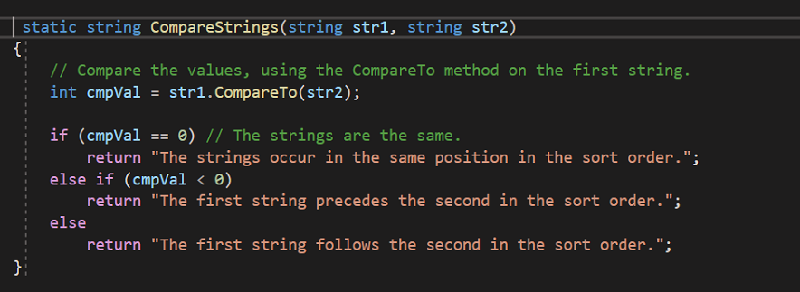 static string CompareStrings(string str1, string str2)
{
// Compare the values, using the CompareTo method on the first string.
int cmpVal = str1.CompareTo(str2);
if (cmpVal == 0) // The strings are the same.
return "The strings occur in the same position in the sort order.";
else if (cmpVal < 0)
return "The first string precedes the second in the sort order.";
else
return "The first string follows the second in the sort order.";
}